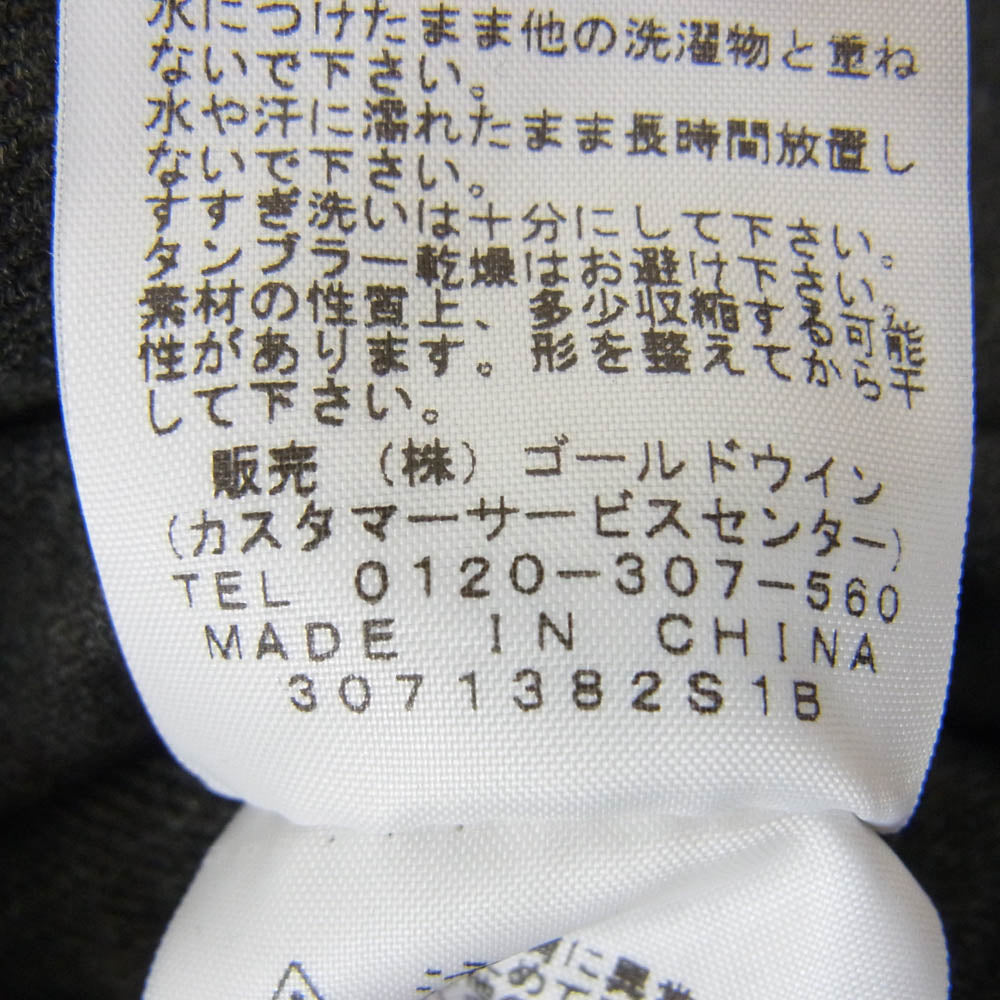 水につけたまま他の洗濯物と重ね
ないで下さい。
水や汗に濡れたまま長時間放置し
ないで下さい。
すすぎ洗いは十分にして下さい。
タンブラー乾燥はお避け下さい。
素材の性質上、多少収縮する可能
性があります。形を整えてから干
して下さい。
販売 (株) ゴールドウイン
(カスタマーサービスセンター)
TEL 0120-307-560
MADE IN CHINA
3071382S1B
に異常